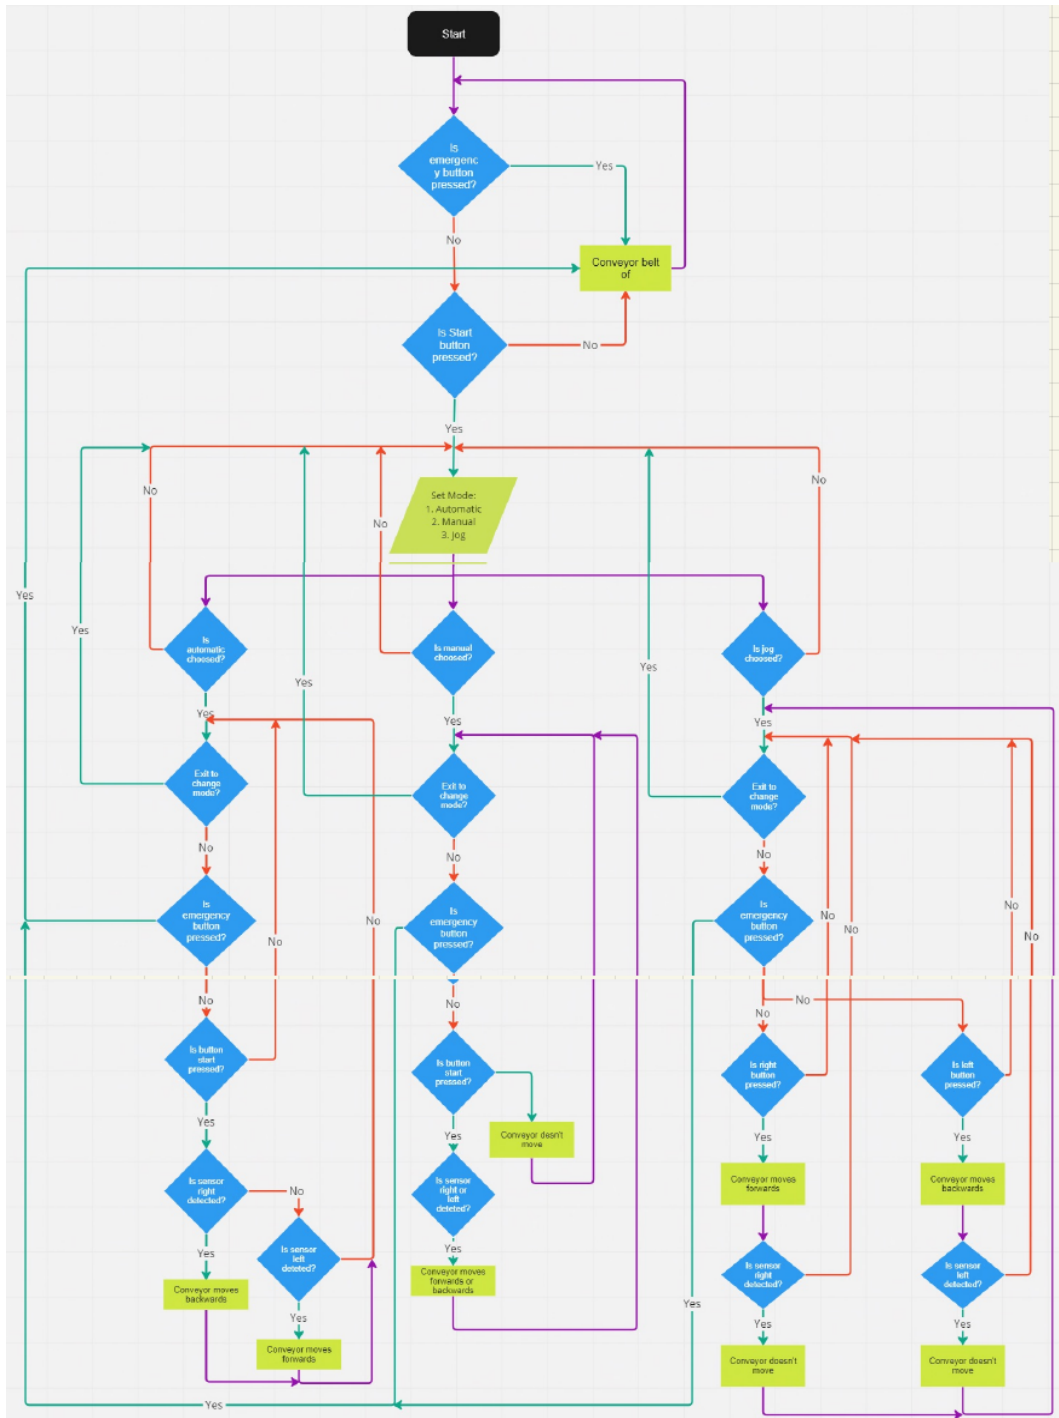 Start
Is
emergenc
y button
pressed?
Yes
No
Conveyor belt
of
Is Start
button
pressed?
No
Yes
Set Mode:
1. Automatic
2. Manual
3. Jog
No
No
No
Yes
Yes
Yes
Yes
Is
automatic
choosed?
Is manual
choosed?
Is jog
choosed?
Yes
Yes
Yes
Exit to
change
mode?
Exit to
change
mode?
Exit to
change
mode?
No
No
No
Is
emergency
button
pressed?
Is
emergency
button
pressed?
Is
emergency
button
pressed?
No
No
No
No
No
No
No
No
No
No
Is button
start
pressed?
Is button
start
pressed?
Is right
button
pressed?
Is left
button
pressed?
Yes
Yes
Yes
Yes
Conveyor desn't
move
Is sensor
right
detected?
No
Is sensor
right or
left
deteted?
Conveyor moves
forwards
Conveyor moves
backwards
Is sensor
left
deteted?
Yes
Yes
Is sensor
right
detected?
Is sensor
left
detected?
Conveyor moves
backwards
Conveyor moves
forwards or
backwards
Yes
Yes
Yes
Yes
Conveyor moves
forwards
Conveyor doesn't
move
Conveyor doesn't
move
Yes